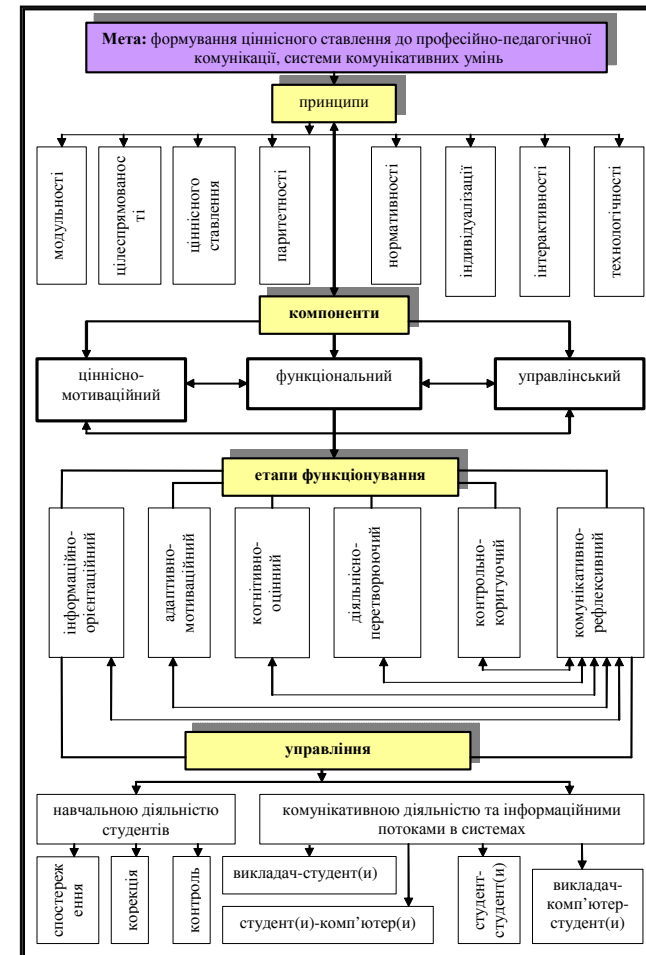 Мета: формування ціннісного ставлення до професійно-педагогічної
комунікації, системи комунікативних умінь
принципи
модульності
цілеспрямованос
ті
ціннісного
ставлення
паритетності
нормативності
індивідуалізації
інтерактивності
технологічності
компоненти
ціннісно-
мотиваційний
функціональний
управлінський
етапи функціонування
інформаційно-
орієнтаційний
адаптивно-
мотиваційний
когнітивно-
оцінний
діяльнісно-
перетворюючий
контрольно-
коригуючий
комунікативно-
рефлексивний
управління
навчальною діяльністю
студентів
комунікативною діяльністю та інформаційними
потоками в системах
спостереж
ення
корекція
контроль
викладач-студент(и)
студент(и)-комп’ютер(и)
студент-
студент(и)
викладач-
комп’ютер-
студент(и)